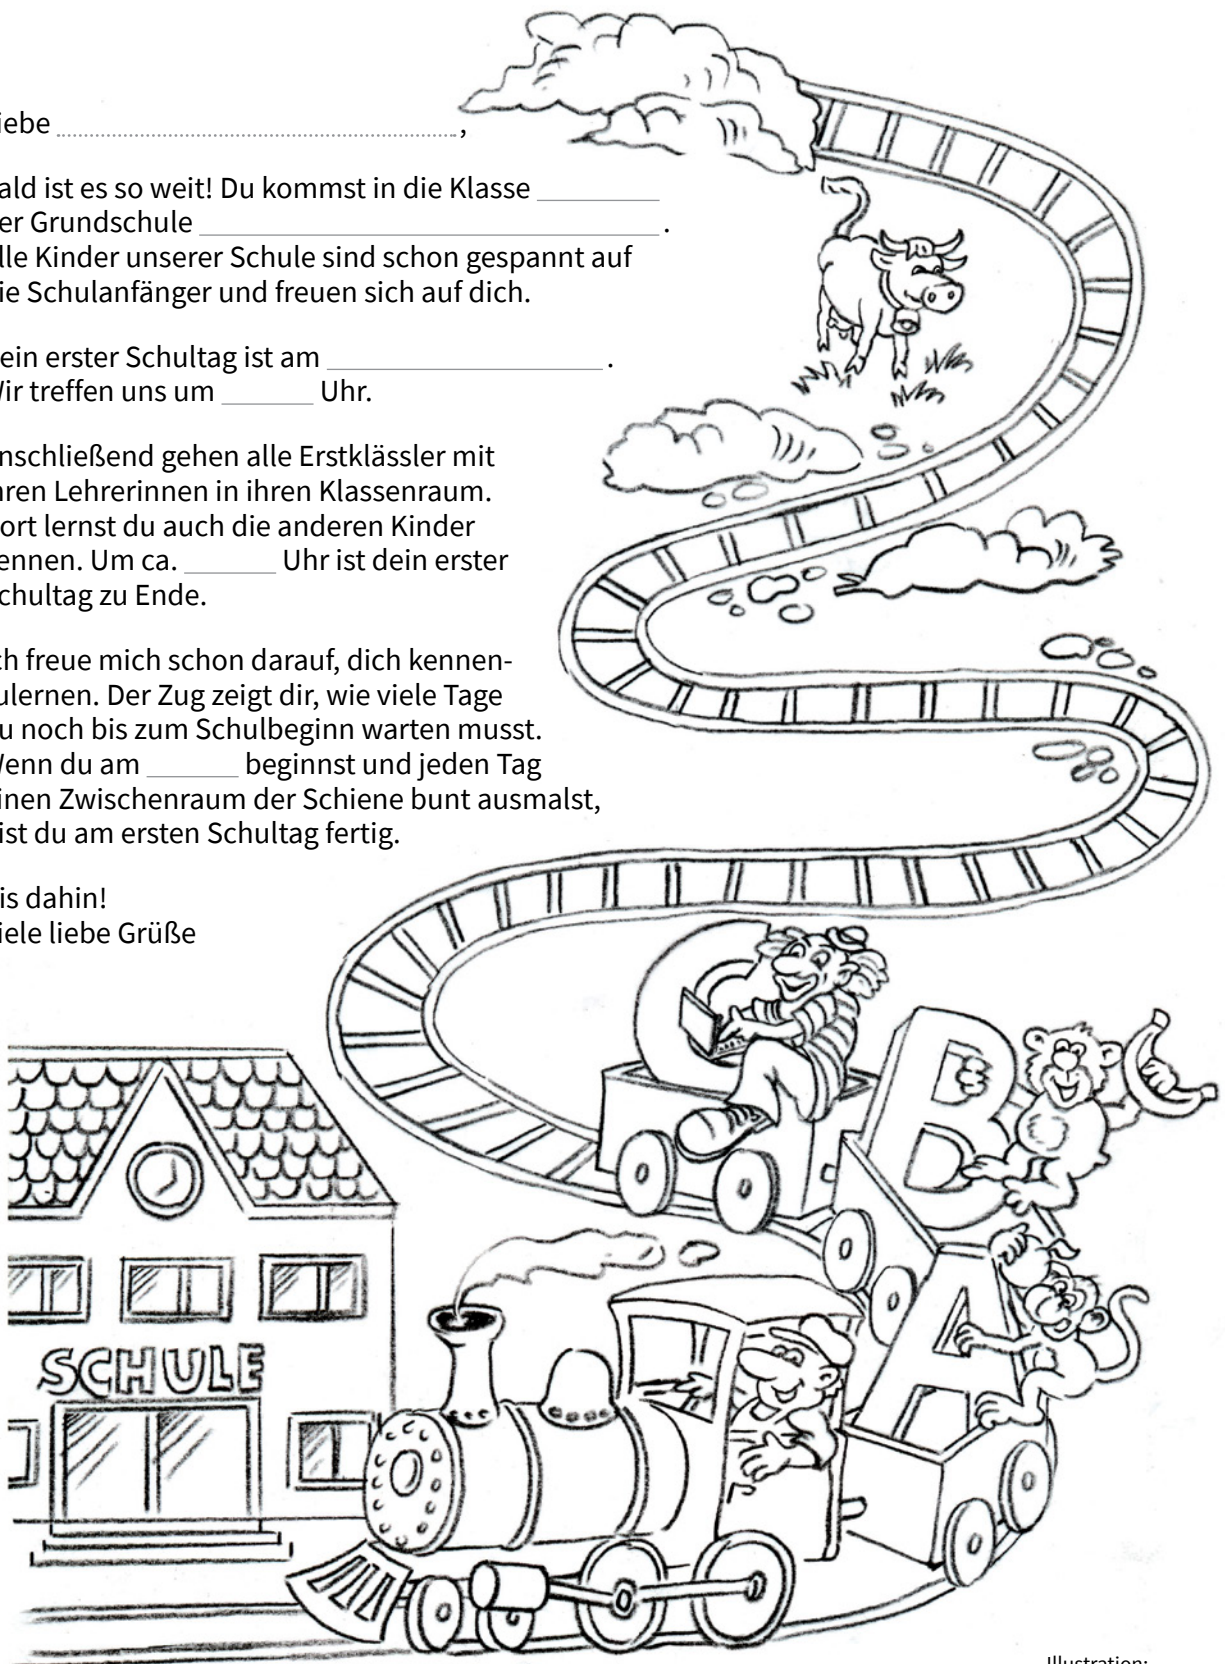 iebe ,
ald ist es so weit! Du kommst in die Klasse
er Grundschule .
lle Kinder unserer Schule sind schon gespannt auf
ie Schulanfänger und freuen sich auf dich.
ein erster Schultag ist am .
ir treffen uns um Uhr.
nschließend gehen alle Erstklässler mit
hren Lehrerinnen in ihren Klassenraum.
ort lernst du auch die anderen Kinder
ennen. Um ca. Uhr ist dein erster
chultag zu Ende.
ch freue mich schon darauf, dich kennen-
ulernen. Der Zug zeigt dir, wie viele Tage
u noch bis zum Schulbeginn warten musst.
enn du am beginnst und jeden Tag
inen Zwischenraum der Schiene bunt ausmalst,
ist du am ersten Schultag fertig.
is dahin!
iele liebe Grüße
C
B
A
SCHULE
Illustration: